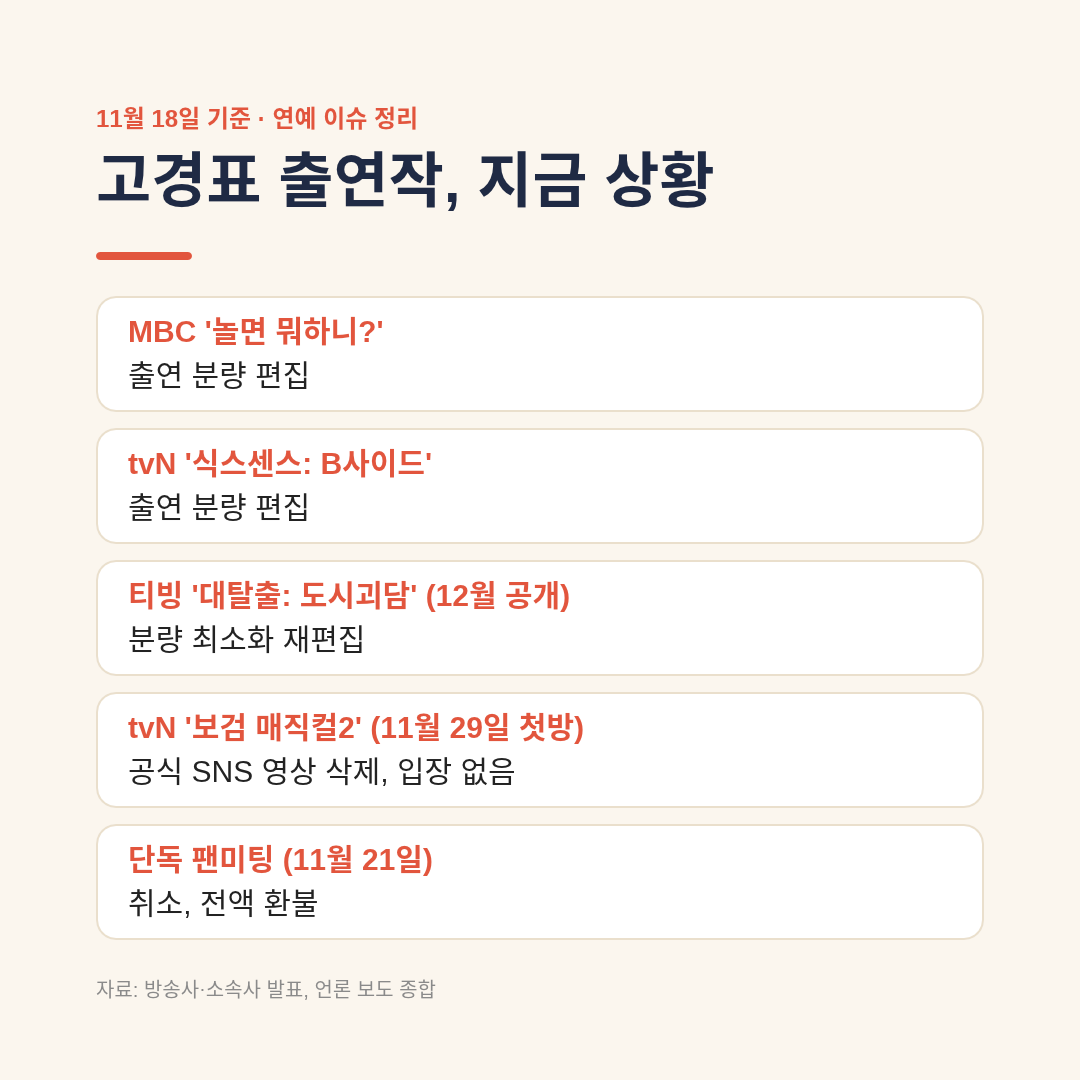 11월 18일 기준 · 연예 이슈 정리
고경표 출연작, 지금 상황
MBC '놀면 뭐하니?'
출연 분량 편집
tvN '식스센스: B사이드'
출연 분량 편집
티빙 '대탈출: 도시괴담' (12월 공개)
분량 최소화 재편집
tvN '보검 매직컬2' (11월 29일 첫방)
공식 SNS 영상 삭제, 입장 없음
단독 팬미팅 (11월 21일)
취소, 전액 환불
자료: 방송사·소속사 발표, 언론 보도 종합